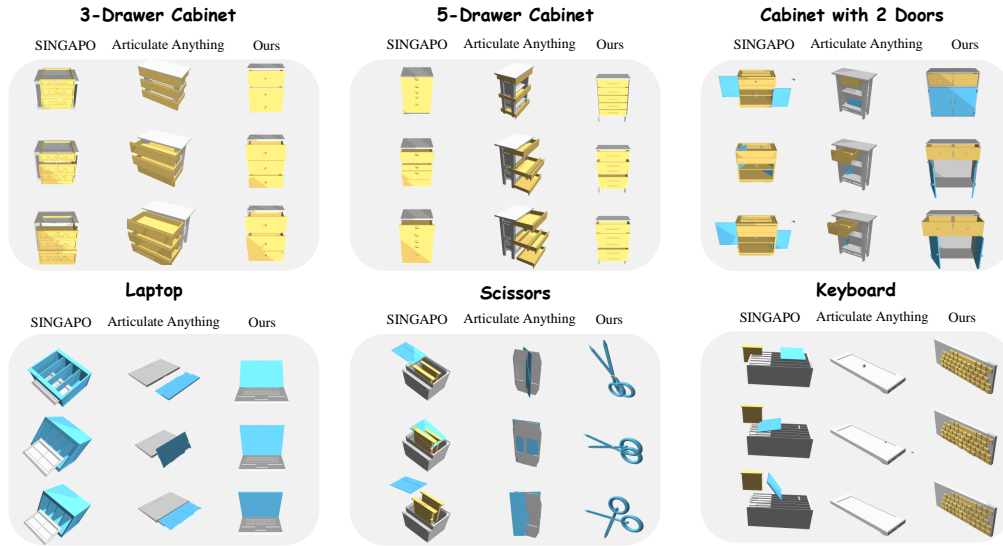 3-Drawer Cabinet
SINGAPO Articulate Anything Ours
5-Drawer Cabinet
SINGAPO Articulate Anything Ours
Cabinet with 2 Doors
SINGAPO Articulate Anything Ours
Laptop
SINGAPO Articulate Anything Ours
Scissors
SINGAPO Articulate Anything Ours
Keyboard
SINGAPO Articulate Anything Ours